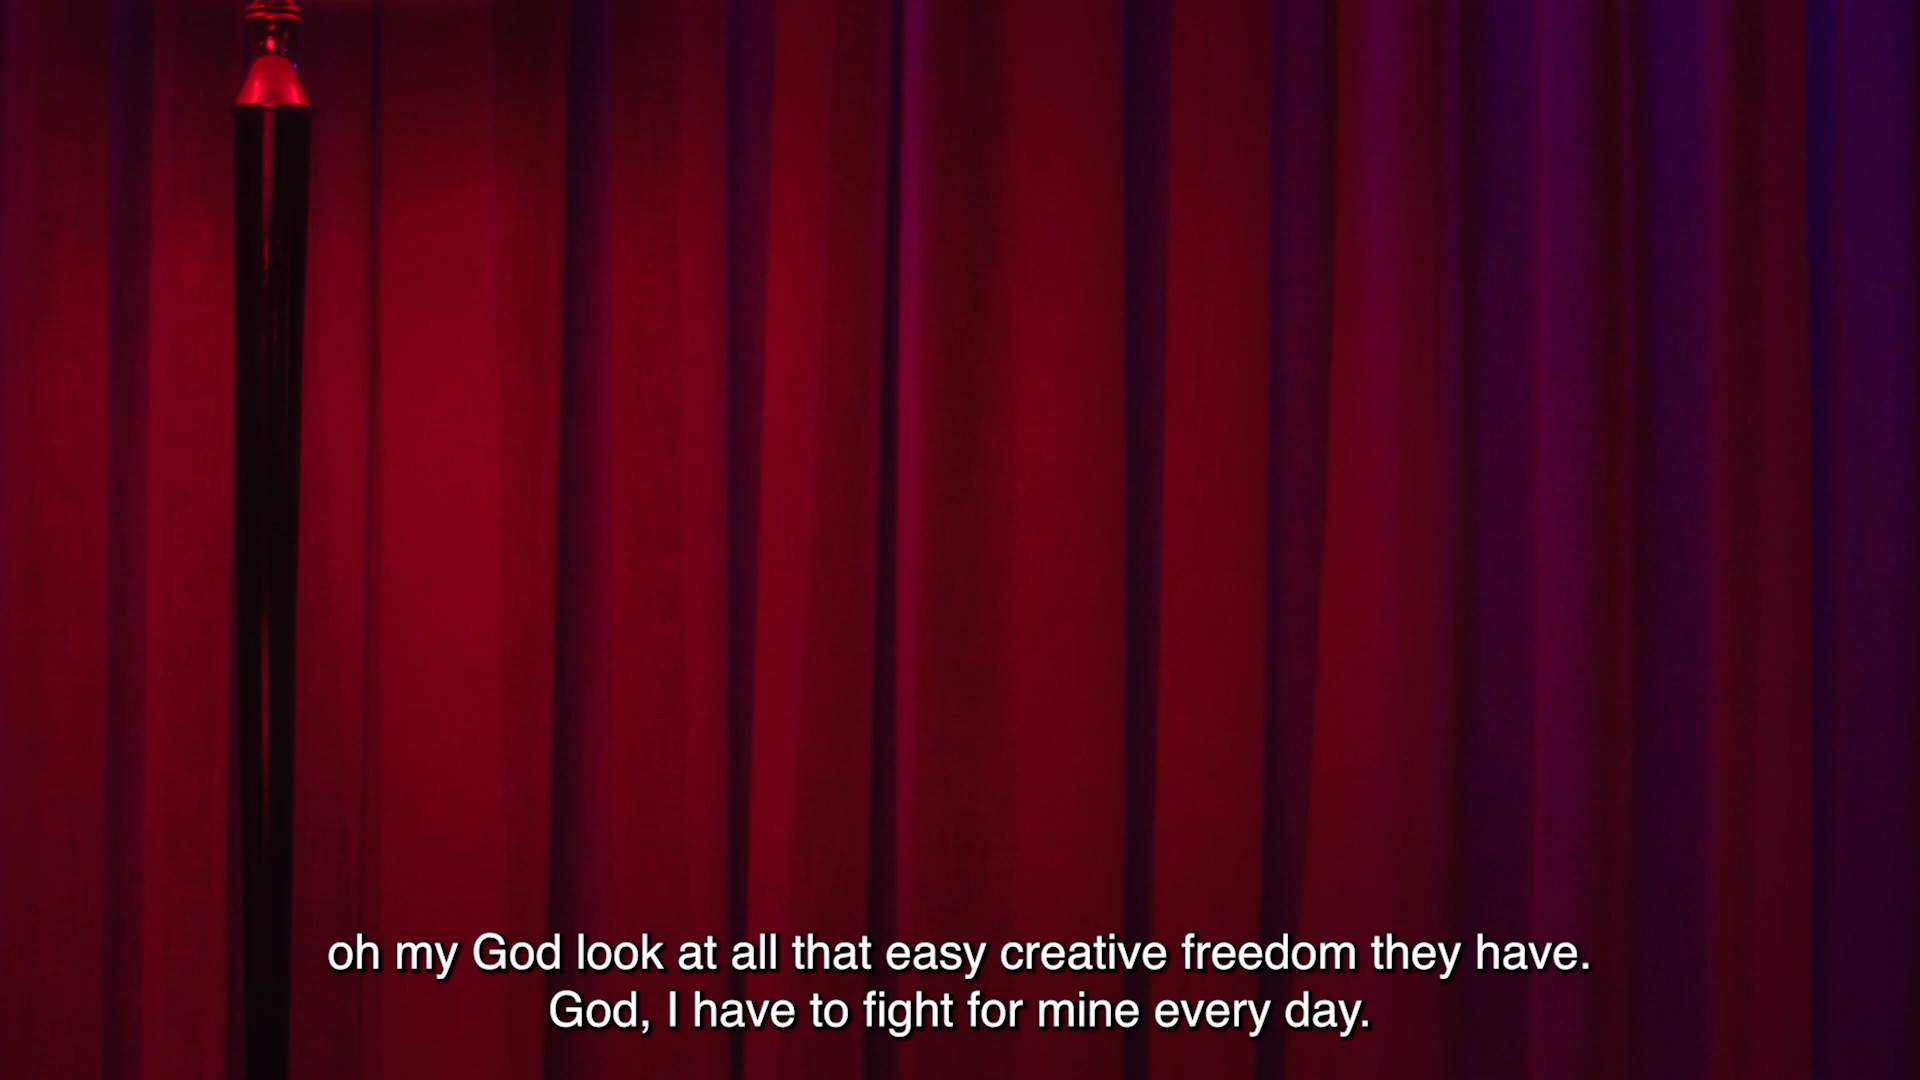 oh my God look at all that easy creative freedom they have.
God, I have to fight for mine every day.